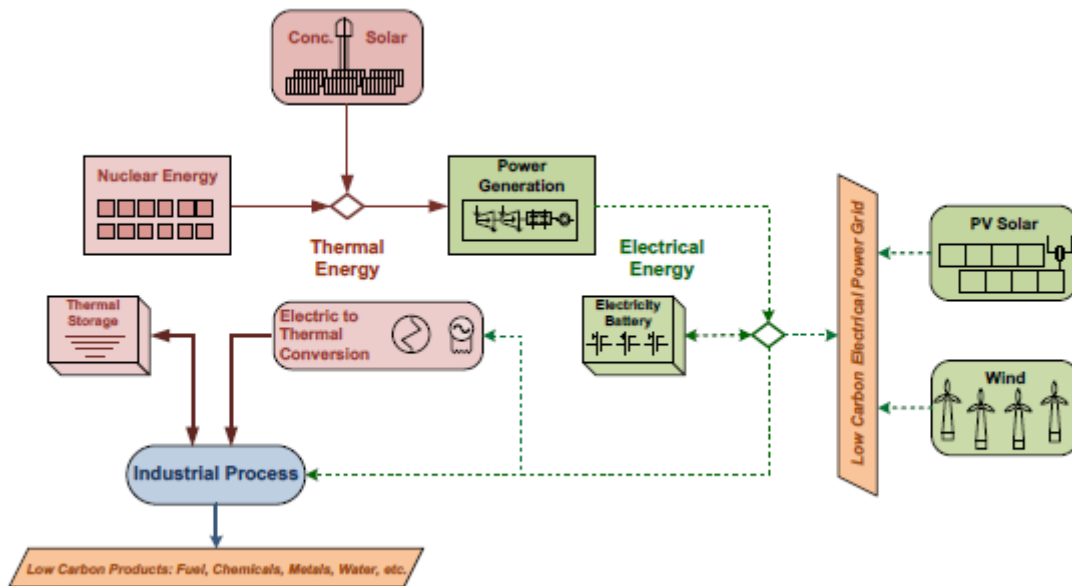 Conc. Solar
Nuclear Energy
Power
Generation
Thermal
Energy
Electrical
Energy
PV Solar
Low Carbon Electrical Power Grid
Thermal
Storage
Electric to
Thermal
Conversion
Electricity
Battery
Wind
Industrial Process
Low Carbon Products: Fuel, Chemicals, Metals, Water, etc.